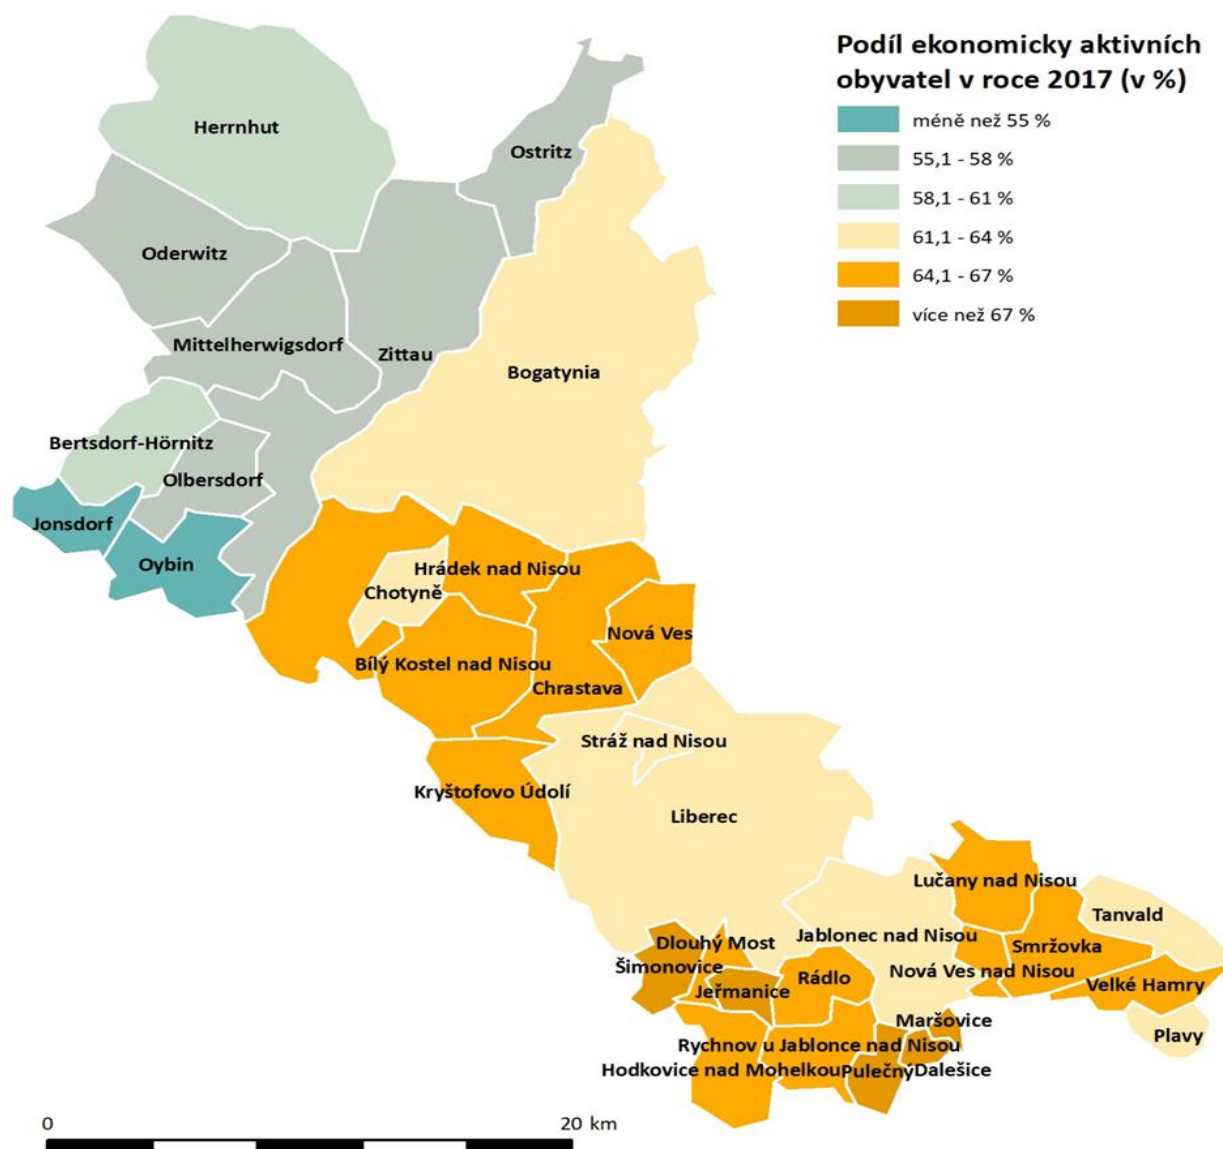 Podíl ekonomicky aktivních
obyvatel v roce 2017 (v %)
méně než 55 %
55,1 - 58 %
58,1 - 61 %
61,1 - 64 %
64,1 - 67 %
více než 67 %
Herrnhut
Ostritz
Oderwitz
Mittelherwigsdorf
Zittau
Bogatynia
Bertsdorf-Hörnitz
Olbersdorf
Jonsdorf
Oybin
Hrádek nad Nisou
Chotyně
Nová Ves
Bílý Kostel nad Nisou
Chrastava
Stráž nad Nisou
Kryštofovo Údolí
Liberec
Lučany nad Nisou
Tanvald
Jablonec nad Nisou
Dlouhý Most
Smržovka
Šimonovice
Nová Ves nad Nisou
Rádlo
Velké Hamry
Jeřmanice
Maršovice
Plavy
Rychnov u Jablonce nad Nisou
Hodkovice nad Mohelkou
Pulečný
Dalešice
0
20 km